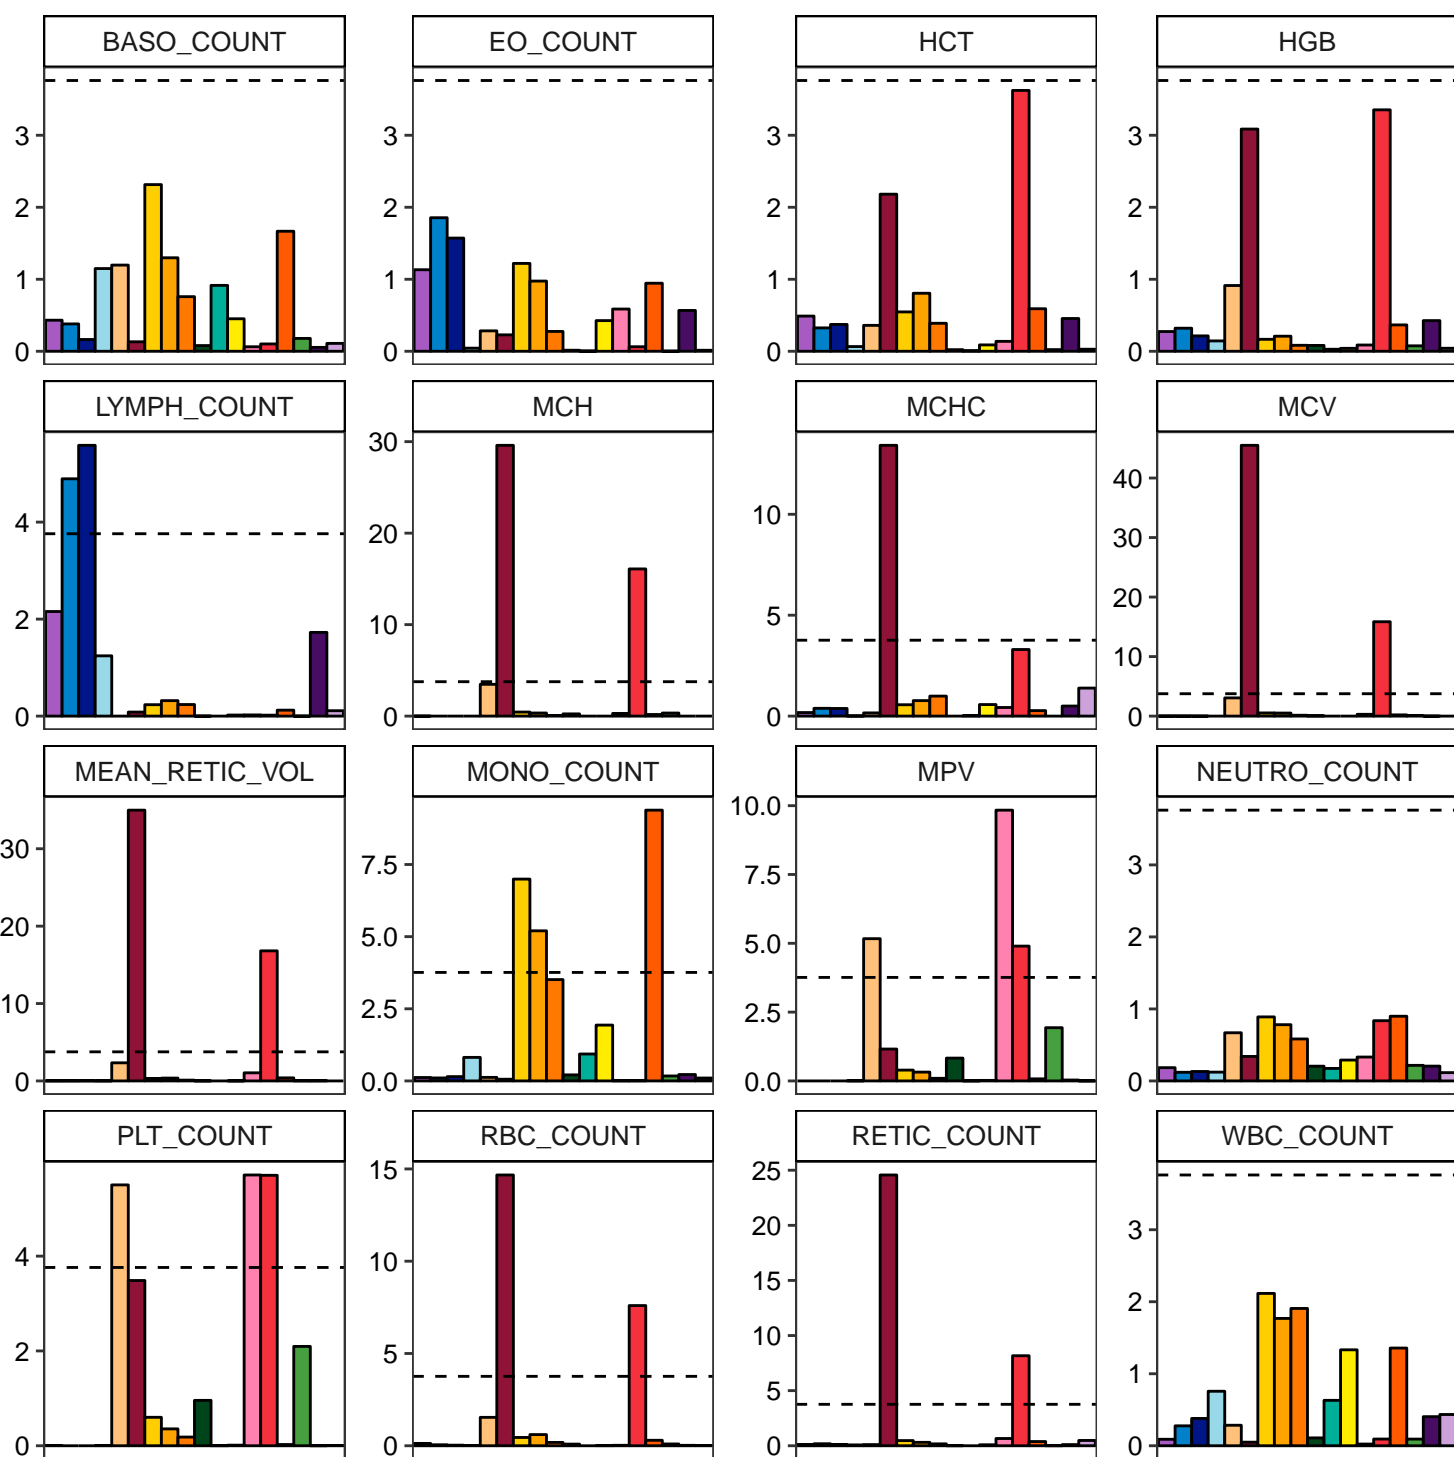 BASO_COUNT EO_COUNT HCT HGB
3 3 3 3
2 2 2 2
1 1 1 1
0 0 0 0
LYMPH_COUNT MCH MCHC MCV
4 2 0
30 20 10 0
10 5 0
40 30 20 10 0
MEAN_RETIC_VOL MONO_COUNT MPV NEUTRO_COUNT
30 20 10 0
7.5 5.0 2.5 0.0
10.0 7.5 5.0 2.5 0.0
3 2 1 0
PLT_COUNT RBC_COUNT RETIC_COUNT WBC_COUNT
4 2 0
15 10 5 0
25 20 15 10 5 0
3 2 1 0